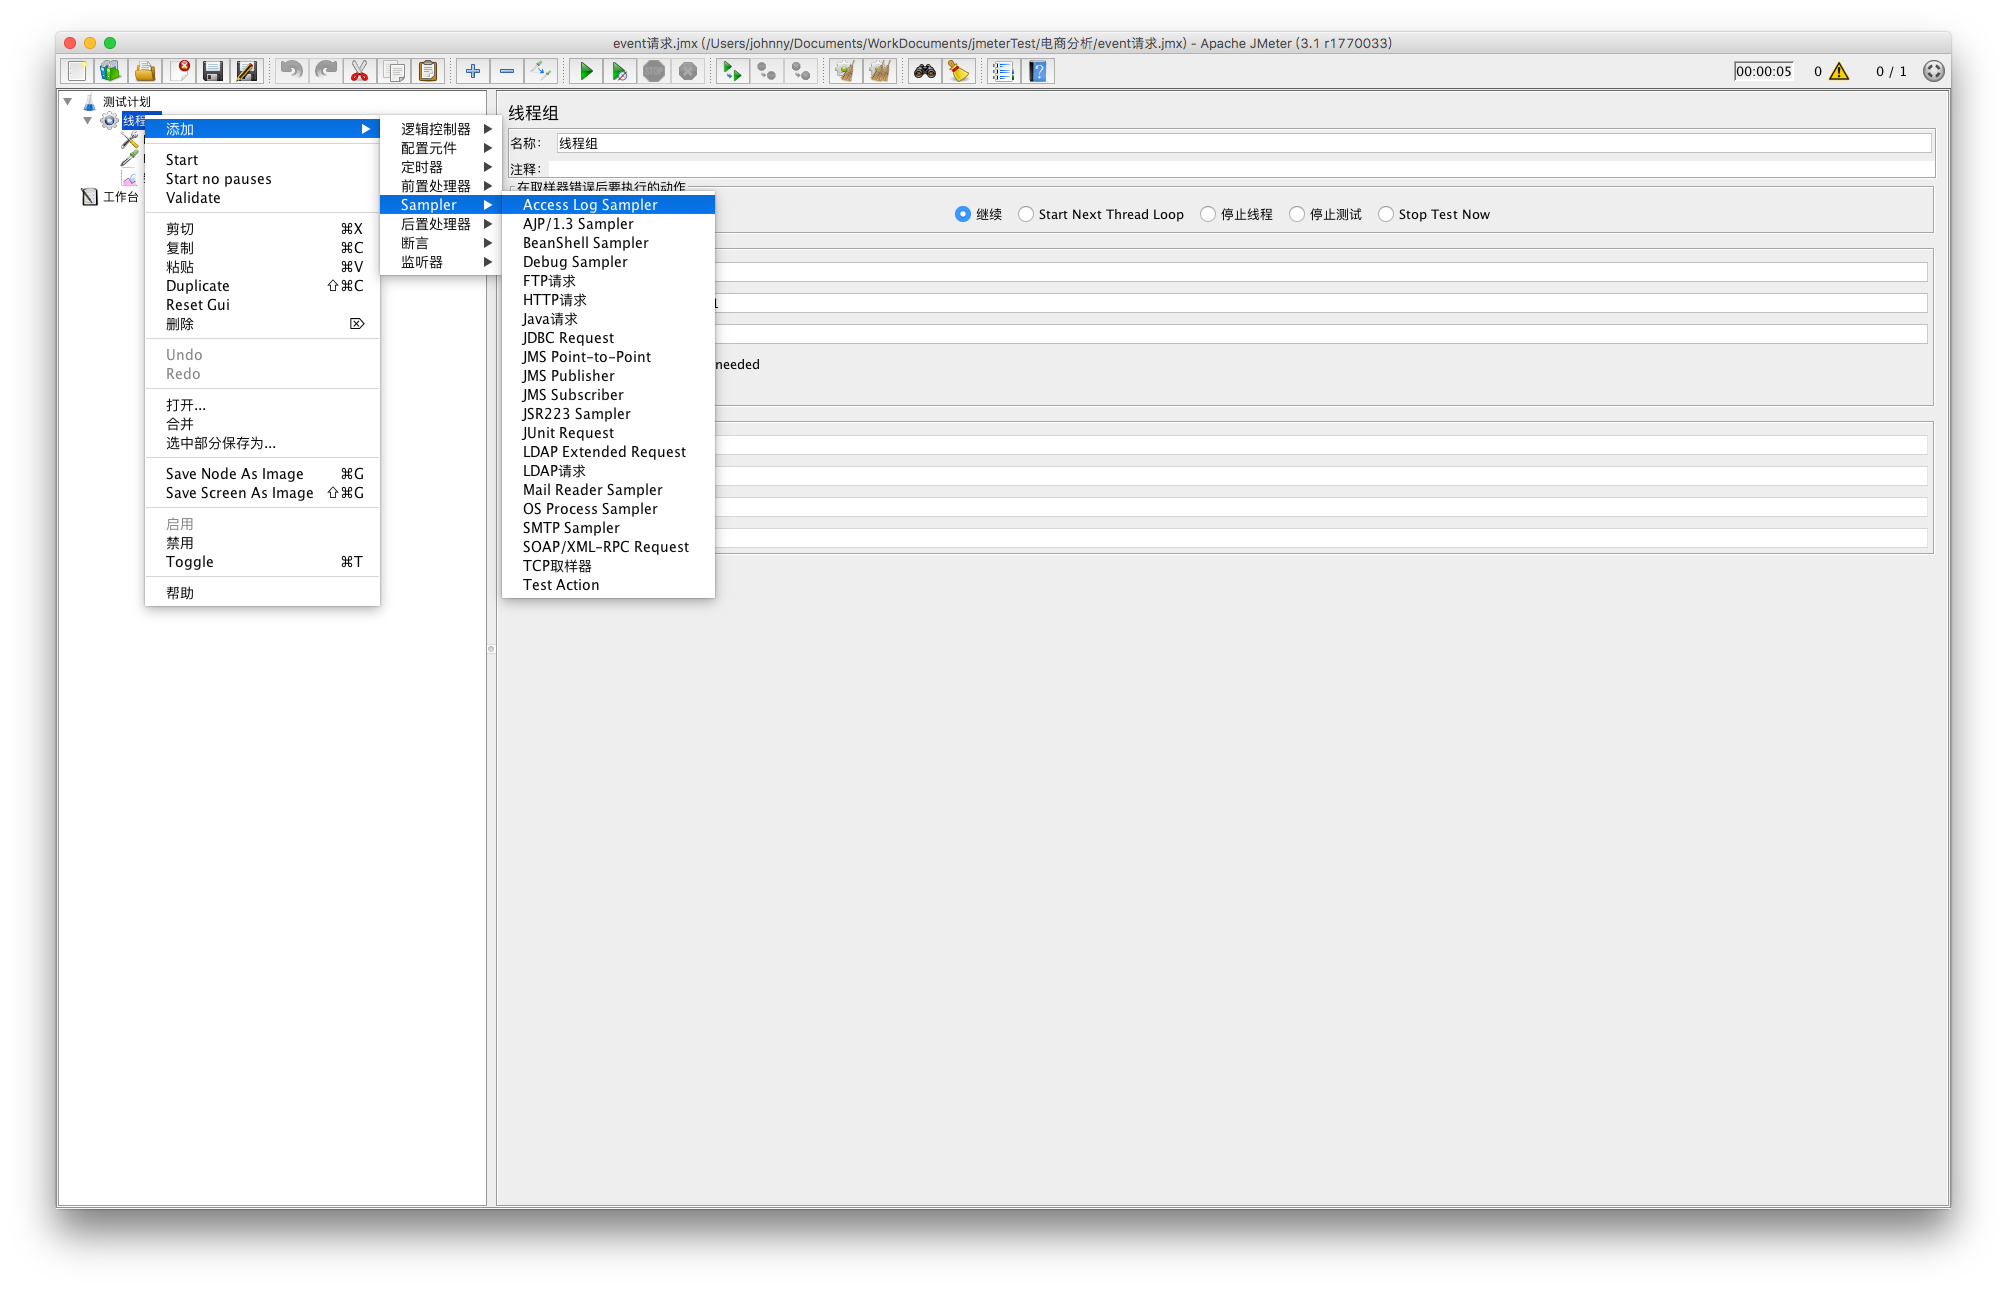 event请求.jmx (/Users/johnny/Documents/WorkDocuments/jmeterTest/电商分析/event请求.jmx) - Apache JMeter (3.1 r1770033)
STOP
00:00:05 0 0 / 1
测试计划
线程
工作台
添加
Start
Start no pauses
Validate
剪切 ⌘X
复制 ⌘C
粘贴 ⌘V
Duplicate ⇧⌘C
Reset Gui
删除 ⌦
Undo
Redo
打开...
合并
选中部分保存为...
Save Node As Image ⌘G
Save Screen As Image ⇧⌘G
启用
禁用
Toggle ⌘T
帮助
逻辑控制器
配置元件
定时器
前置处理器
Sampler
后置处理器
断言
监听器
Access Log Sampler
AJP/1.3 Sampler
BeanShell Sampler
Debug Sampler
FTP请求
HTTP请求
Java请求
JDBC Request
JMS Point-to-Point
JMS Publisher
JMS Subscriber
JSR223 Sampler
JUnit Request
LDAP Extended Request
LDAP请求
Mail Reader Sampler
OS Process Sampler
SMTP Sampler
SOAP/XML-RPC Request
TCP取样器
Test Action
线程组
名称: 线程组
注释:
在取样器错误后要执行的动作
继续 Start Next Thread Loop 停止线程 停止测试 Stop Test Now
1
needed